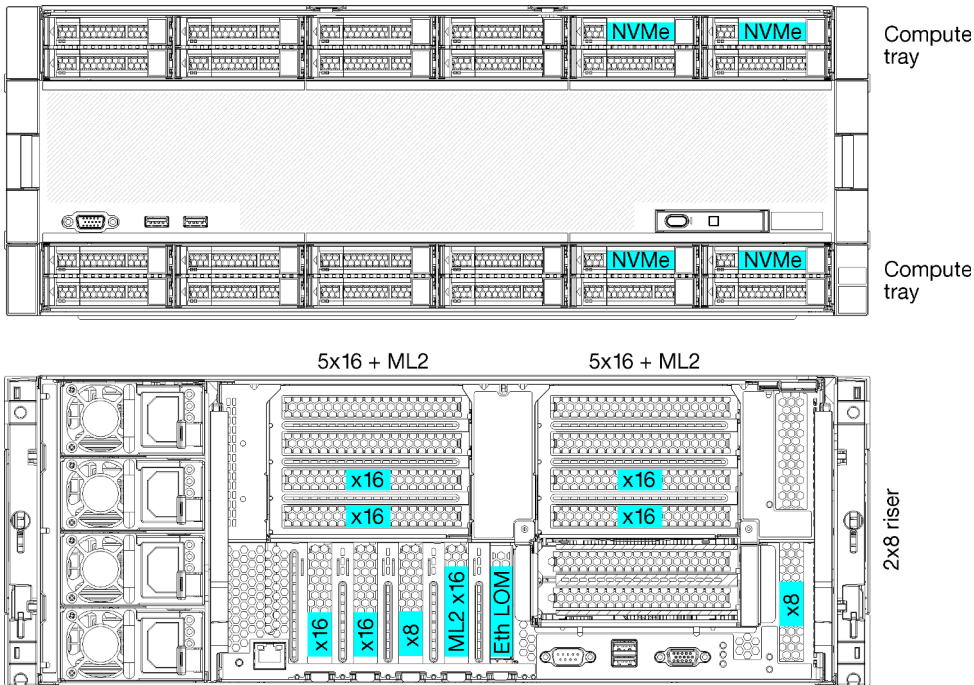 NVMe NVMe
Compute
tray
NVMe NVMe
Compute
tray
5x16 + ML2 5x16 + ML2
x16 x16
x16 x16
2x8 riser
x16
x16
x8
ML2 x16
Eth LOM
x8